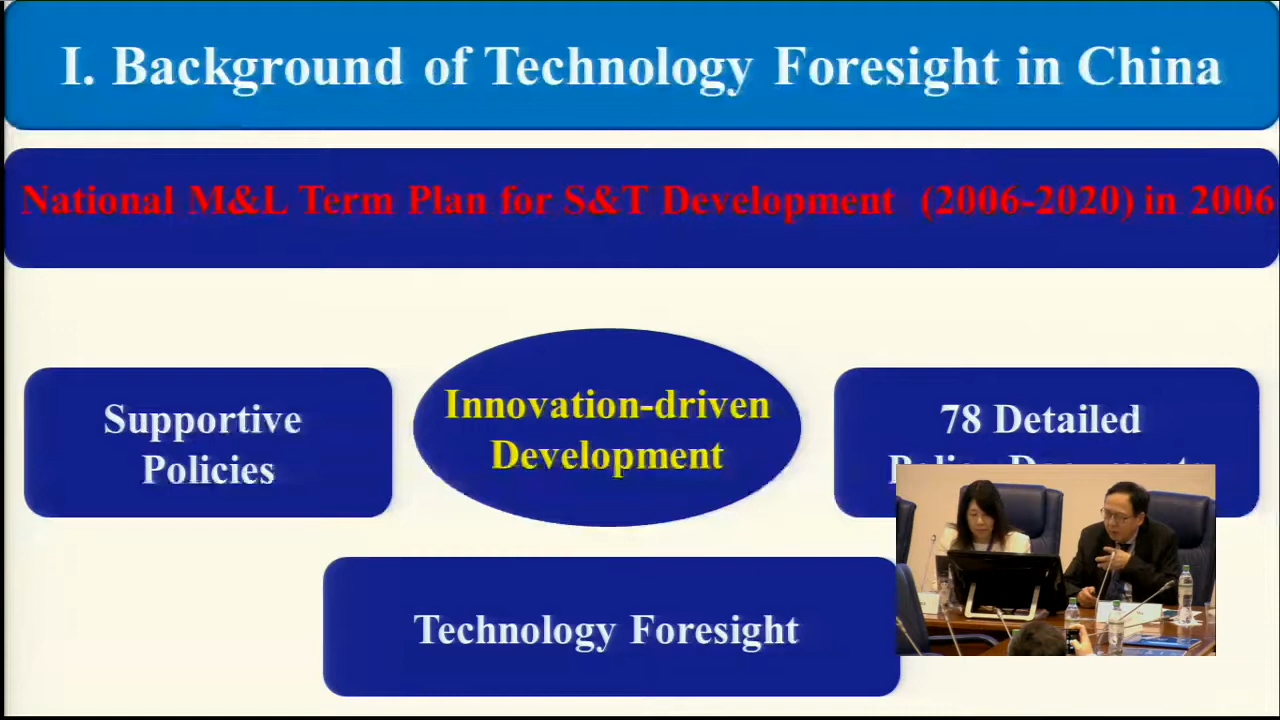 I. Background of Technology Foresight in China
National M&L Term Plan for S&T Development (2006-2020) in 2006
Supportive
Policies
Innovation-driven
Development
78 Detailed
Technology Foresight